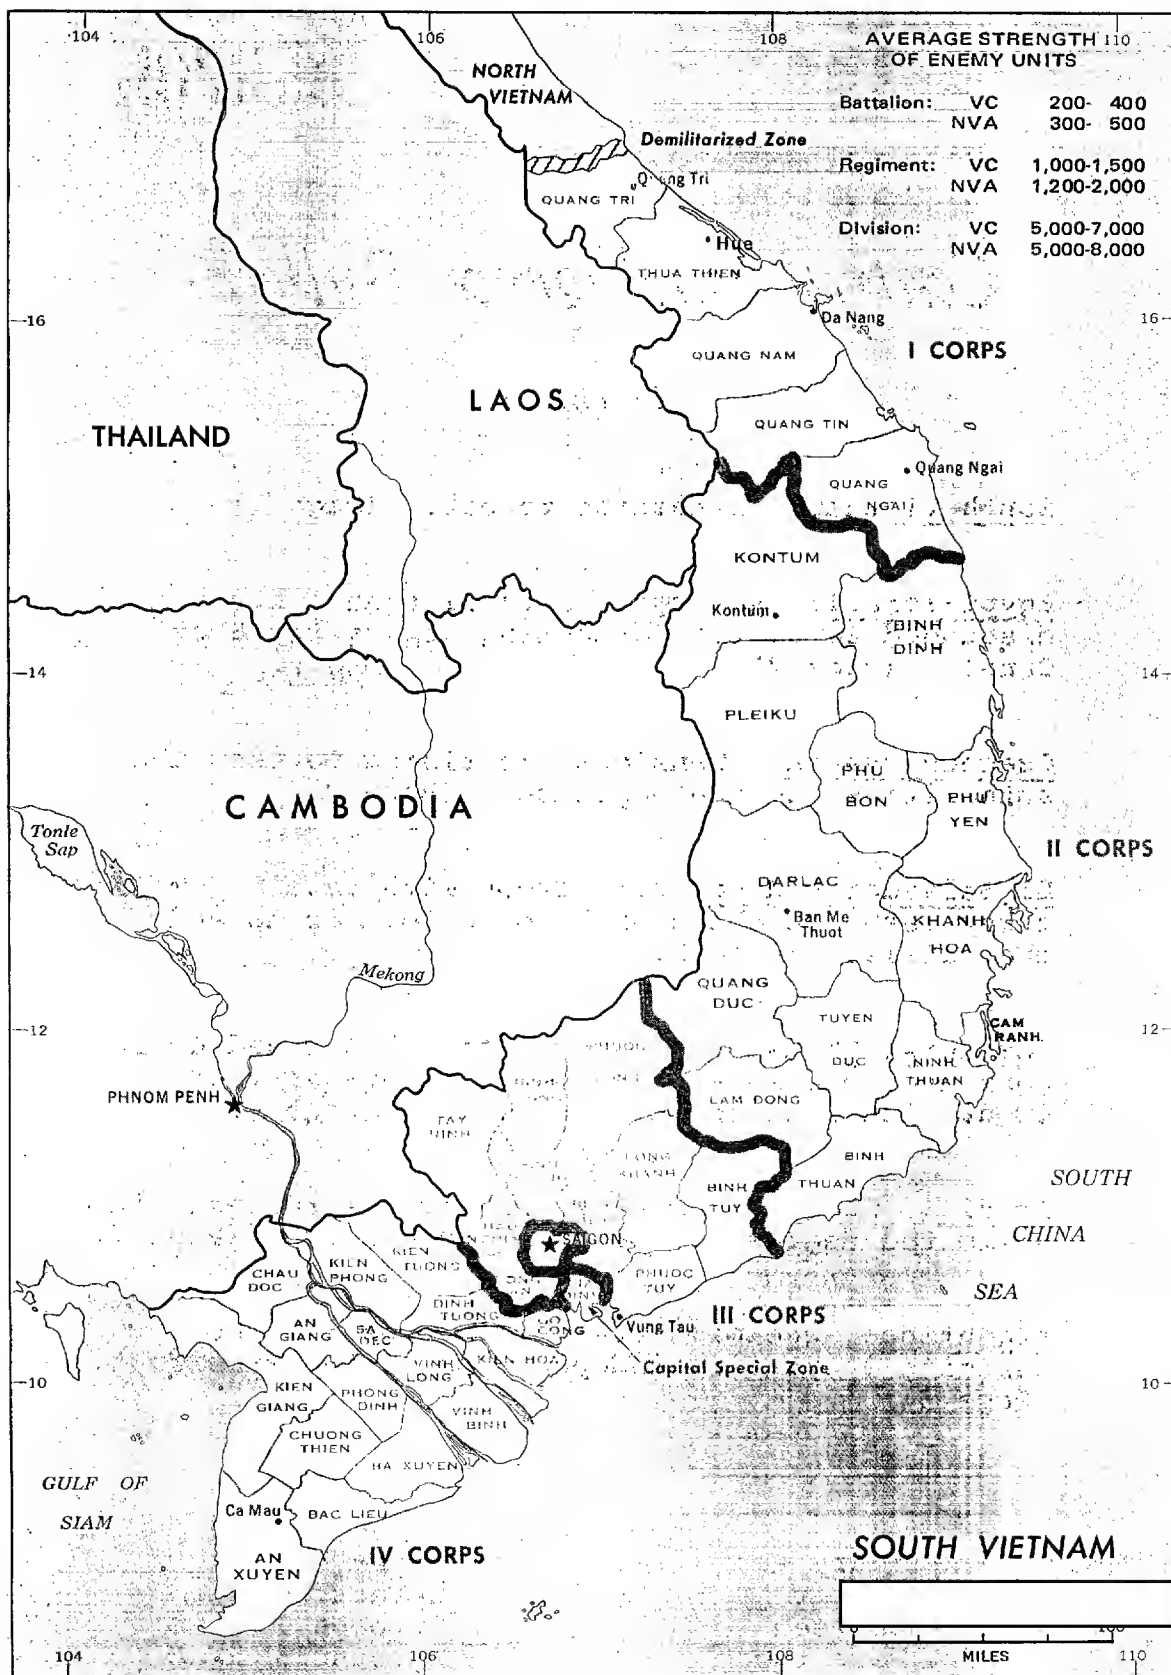 104
106
108
110
AVERAGE STRENGTH
OF ENEMY UNITS
Battalion: VC 200- 400
NVA 300- 500
Regiment: VC 1,000-1,500
NVA 1,200-2,000
Division: VC 5,000-7,000
NVA 5,000-8,000
NORTH
VIETNAM
Demilitarized Zone
Tri
QUANG TRI
Hue
THUA THIEN
16
16
Da Nang
I CORPS
QUANG NAM
LAOS
THAILAND
QUANG TIN
Quang Ngai
QUANG
NGAI
KONTUM
Kontum
BINH
DINH
14
14
PLEIKU
PHU
BON
PHU
YEN
CAMBODIA
Tonle
Sap
II CORPS
DARLAC
Ban Me
Thuot
KHANH
HOA
Mekong
QUANG
DUC
12
12
TUYEN
DUC
CAM
RANH
NINH
THUAN
PHNOM PENH
LAM DONG
TAY
NINH
LONG
KHANH
BINH
THUAN
BINH
TUY
SOUTH
CHINA
SEA
SAIGON
KIEN
TUONG
KIEN
PHONG
CHAU
DOC
PHUOC
TUY
DINH
TUONG
AN
GIANG
SA
DEC
III CORPS
Vung Tau
Capital Special Zone
VINH
LONG
KIEN HOA
10
10
KIEN
GIANG
PHONG
DINH
VINH
BINH
CHUONG
THIEN
BA XUYEN
GULF OF
SIAM
Ca Mau
BAC LIEU
AN
XUYEN
IV CORPS
SOUTH VIETNAM
MILES
104
106
108
110